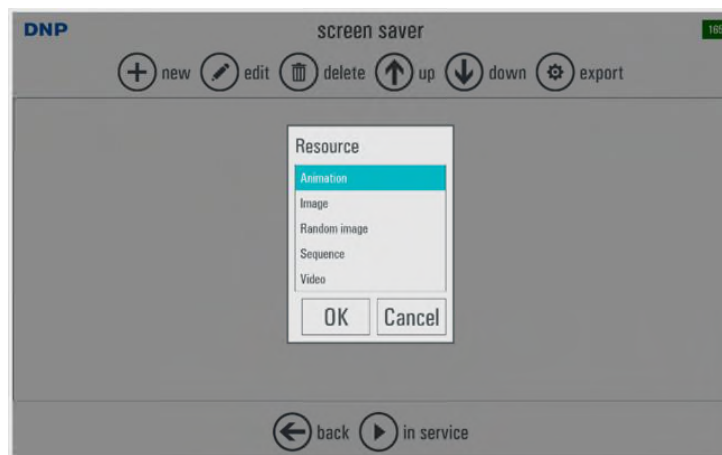 DNP
screen saver
165
new edit delete up down export
Resource
Animation
Image
Random image
Sequence
Video
OK Cancel
back in service